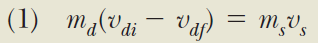 (1) m_d(v_di − v_df) = m_s v_s